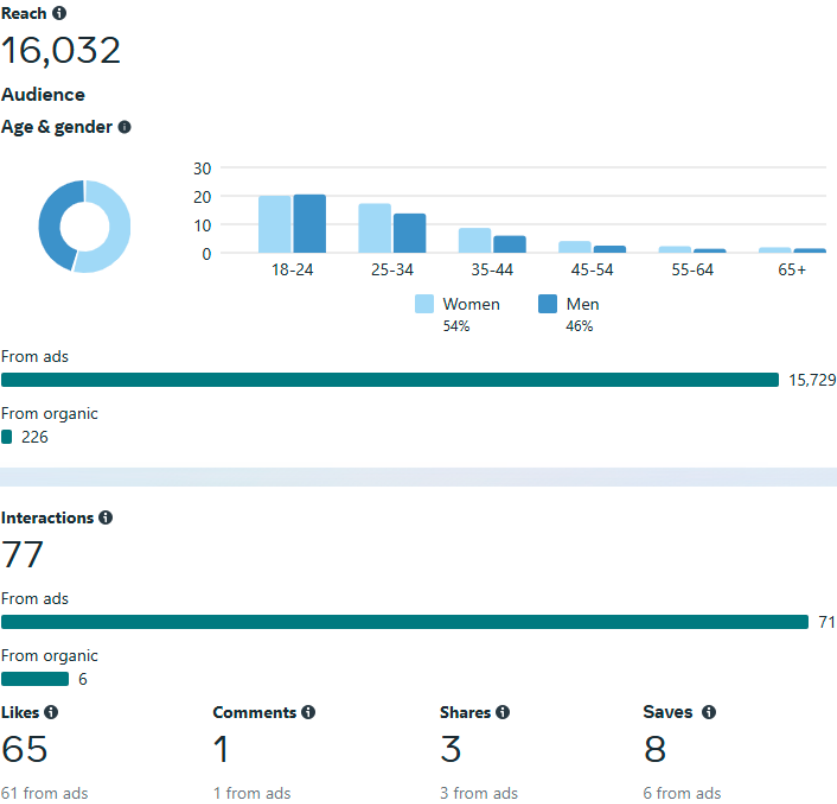 Reach
16,032
Audience
Age & gender
30
20
10
0
18-24 25-34 35-44 45-54 55-64 65+
Women Men
54% 46%
From ads
15,729
From organic
226
Interactions
77
From ads
71
From organic
6
Likes Comments Shares Saves
65 1 3 8
61 from ads 1 from ads 3 from ads 6 from ads